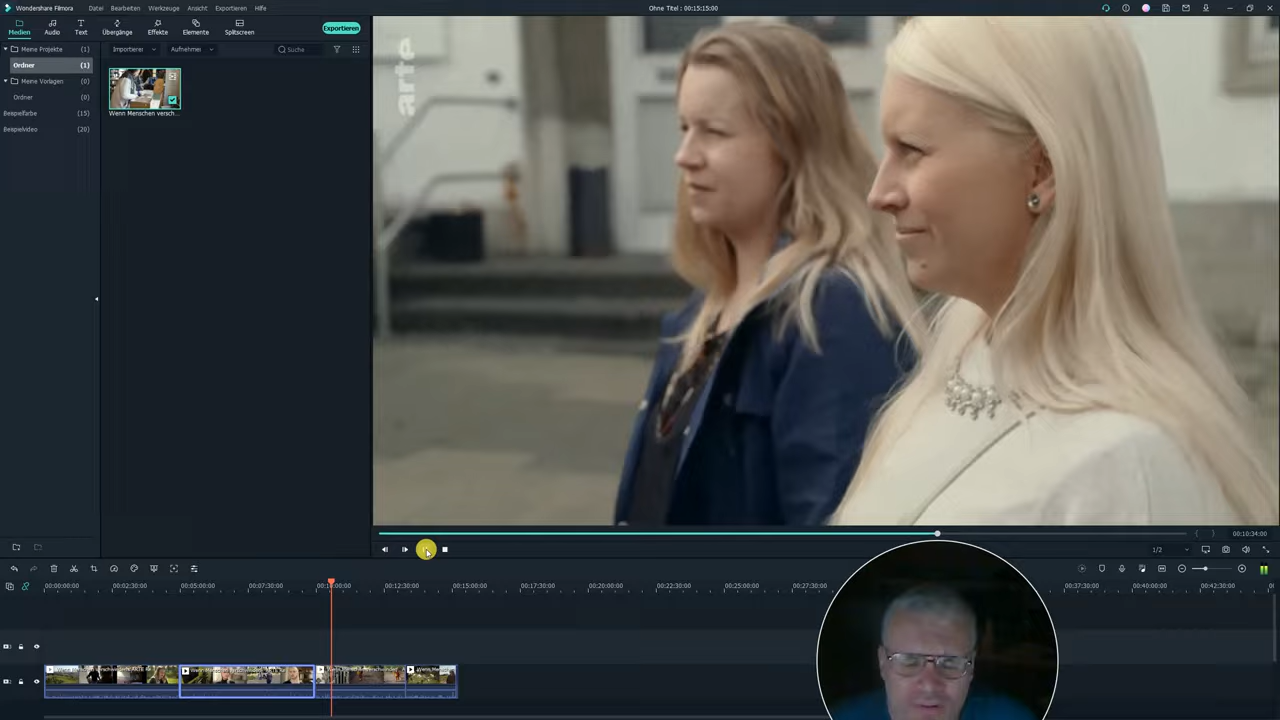 Wondershare Filmora Datei Bearbeiten Werkzeuge Ansicht Exportieren Hilfe Ohne Titel : 00:15:15:00
Medien Audio Text Übergänge Effekte Elemente Splitscreen Exportieren
Meine Projekte (1)
Ordner (1)
Meine Vorlagen (0)
Ordner (0)
Beispielfarbe (15)
Beispielvideo (20)
Importieren Aufnehmen Suche
Wenn Menschen versch...
arte
00:10:34:00
1/2
00:00:00:00 00:02:30:00 00:05:00:00 00:07:30:00 00:10:00:00 00:12:30:00 00:15:00:00 00:17:30:00 00:20:00:00 00:22:30:00 00:25:00:00 00:27:30:00 00:37:30:00 00:40:00:00 00:42:30:00